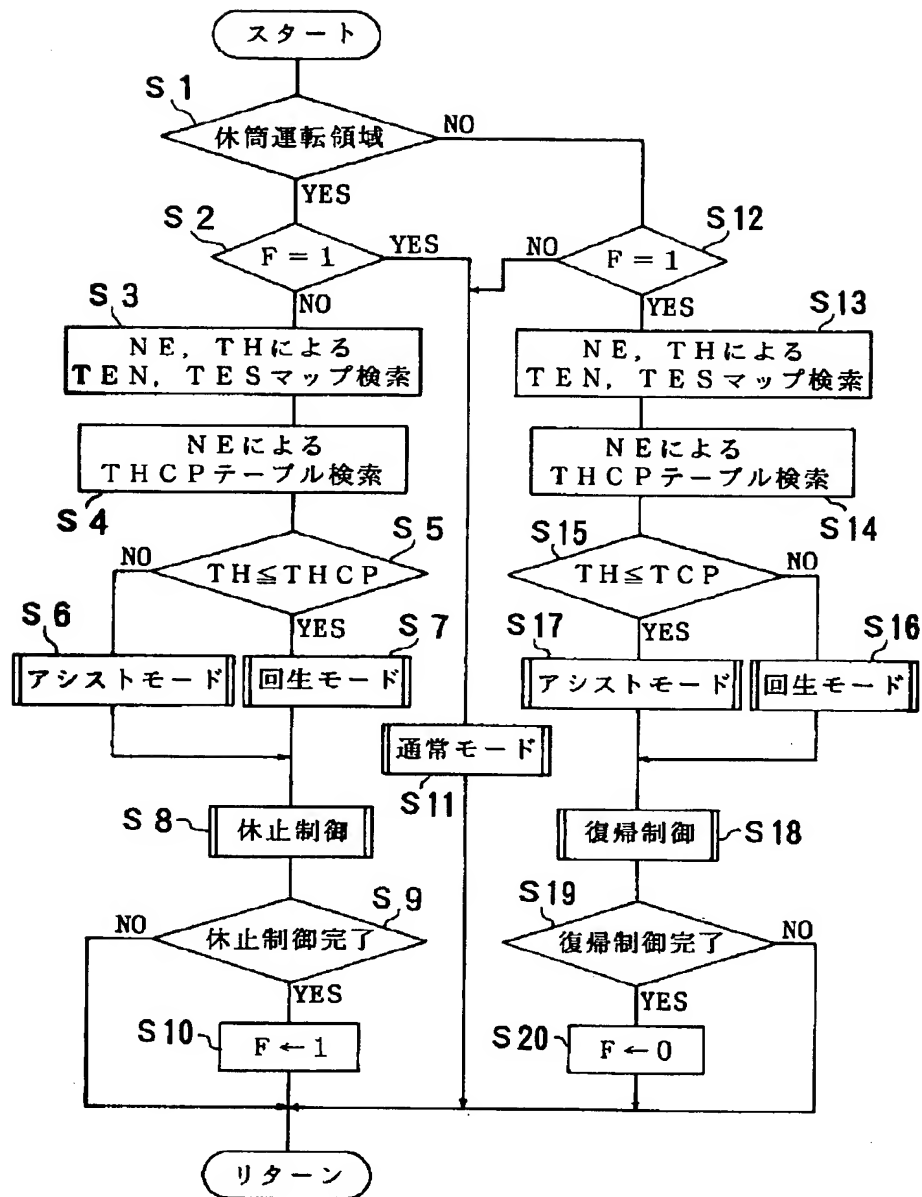 スタート
S1
休筒運転領域
NO
YES
S2
F=1
YES
NO
S12
F=1
NO
YES
S3
NE, THによる
TEN, TESマップ検索
S13
NE, THによる
TEN, TESマップ検索
NEによる
THCPテーブル検索
S4
NEによる
THCPテーブル検索
S14
S5
TH≦THCP
NO
YES
S15
TH≦TCP
NO
YES
S6
アシストモード
S7
回生モード
S17
アシストモード
S16
回生モード
通常モード
S11
S8
休止制御
復帰制御
S18
S9
休止制御完了
NO
YES
S19
復帰制御完了
NO
YES
S10
F←1
S20
F←0
リターン